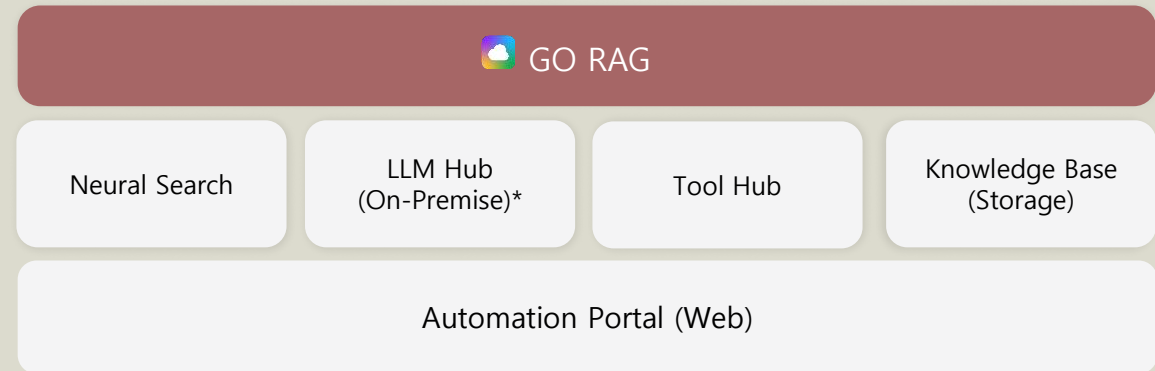 GO RAG
Neural Search
LLM Hub
(On-Premise)*
Tool Hub
Knowledge Base
(Storage)
Automation Portal (Web)